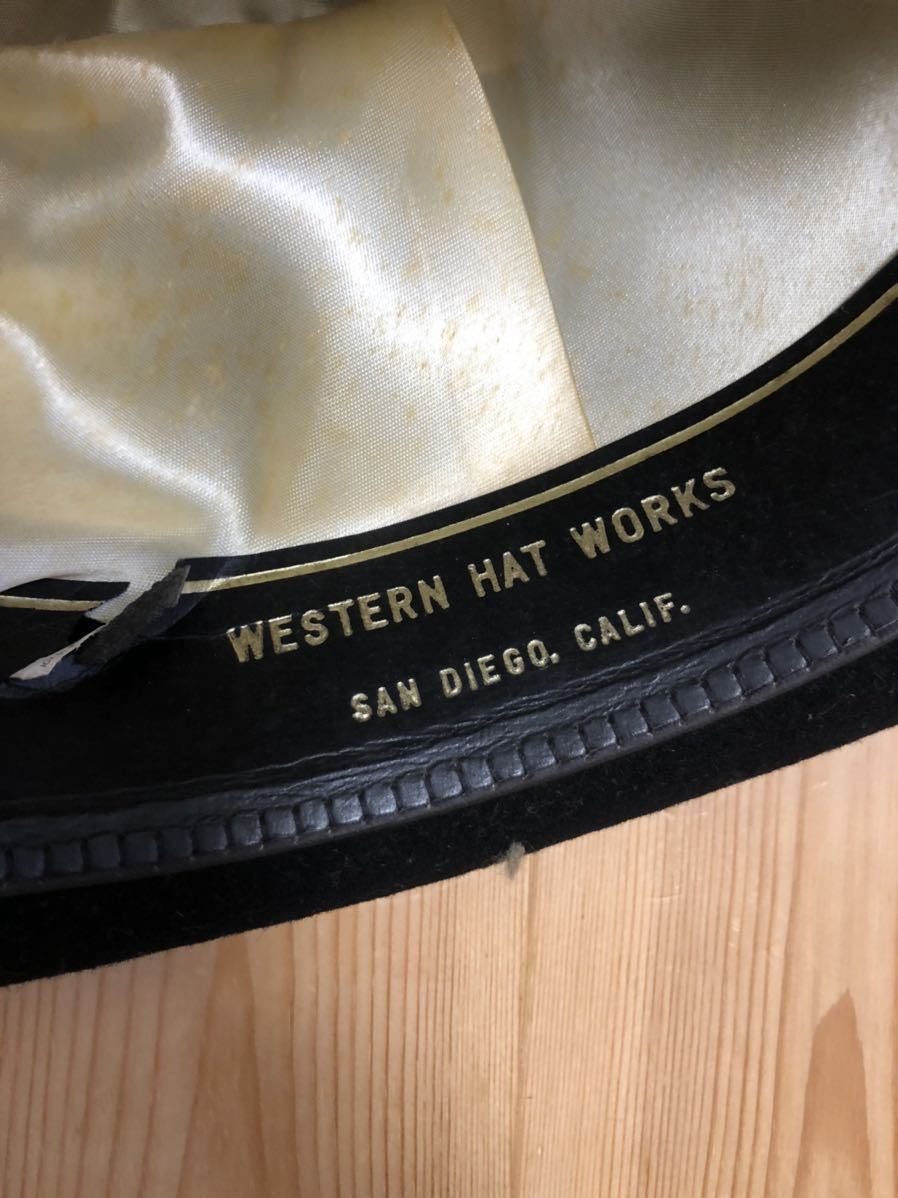 WESTERN HAT WORKS
SAN DIEGO, CALIF.